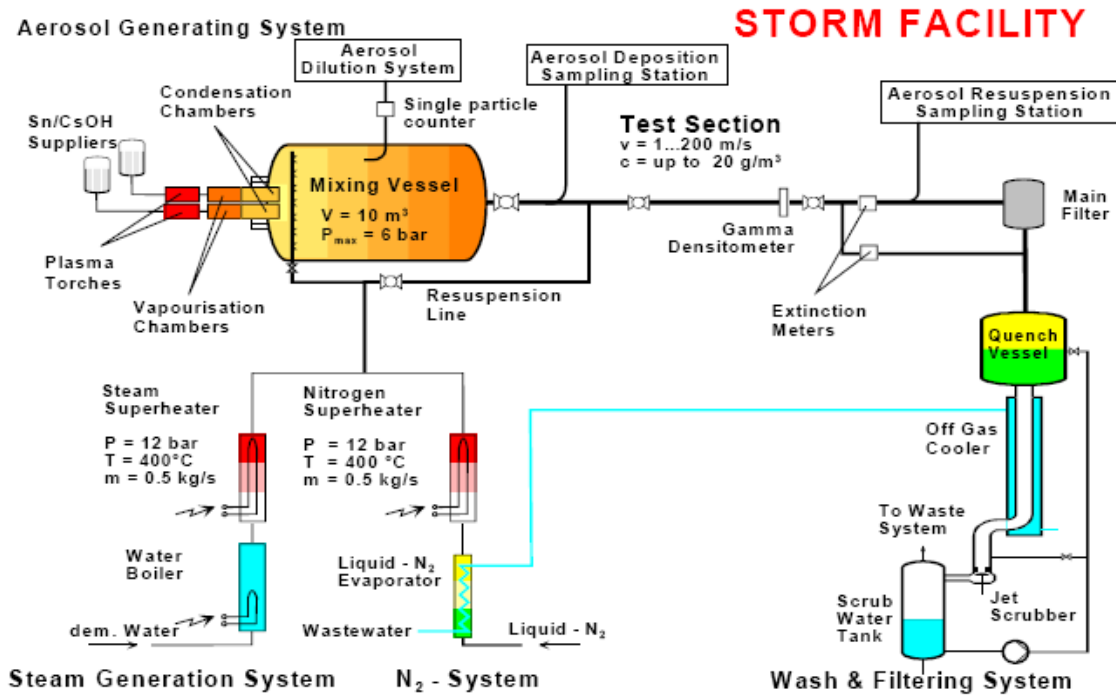 STORM FACILITY
Aerosol Generating System
Aerosol
Dilution System
Aerosol Deposition
Sampling Station
Aerosol Resuspension
Sampling Station
Condensation
Chambers
Single particle
counter
Sn/CsOH
Suppliers
Test Section
v = 1...200 m/s
c = up to 20 g/m³
Mixing Vessel
V = 10 m³
Pmax = 6 bar
Main
Filter
Gamma
Densitometer
Plasma
Torches
Vapourisation
Chambers
Resuspension
Line
Extinction
Meters
Quench
Vessel
Steam
Superheater
P = 12 bar
T = 400°C
m = 0.5 kg/s
Nitrogen
Superheater
P = 12 bar
T = 400 °C
m = 0.5 kg/s
Off Gas
Cooler
To Waste
System
Water
Boiler
Liquid - N₂
Evaporator
Scrub
Water
Tank
Jet
Scrubber
dem. Water
Wastewater
Liquid - N₂
Steam Generation System
N₂ - System
Wash & Filtering System